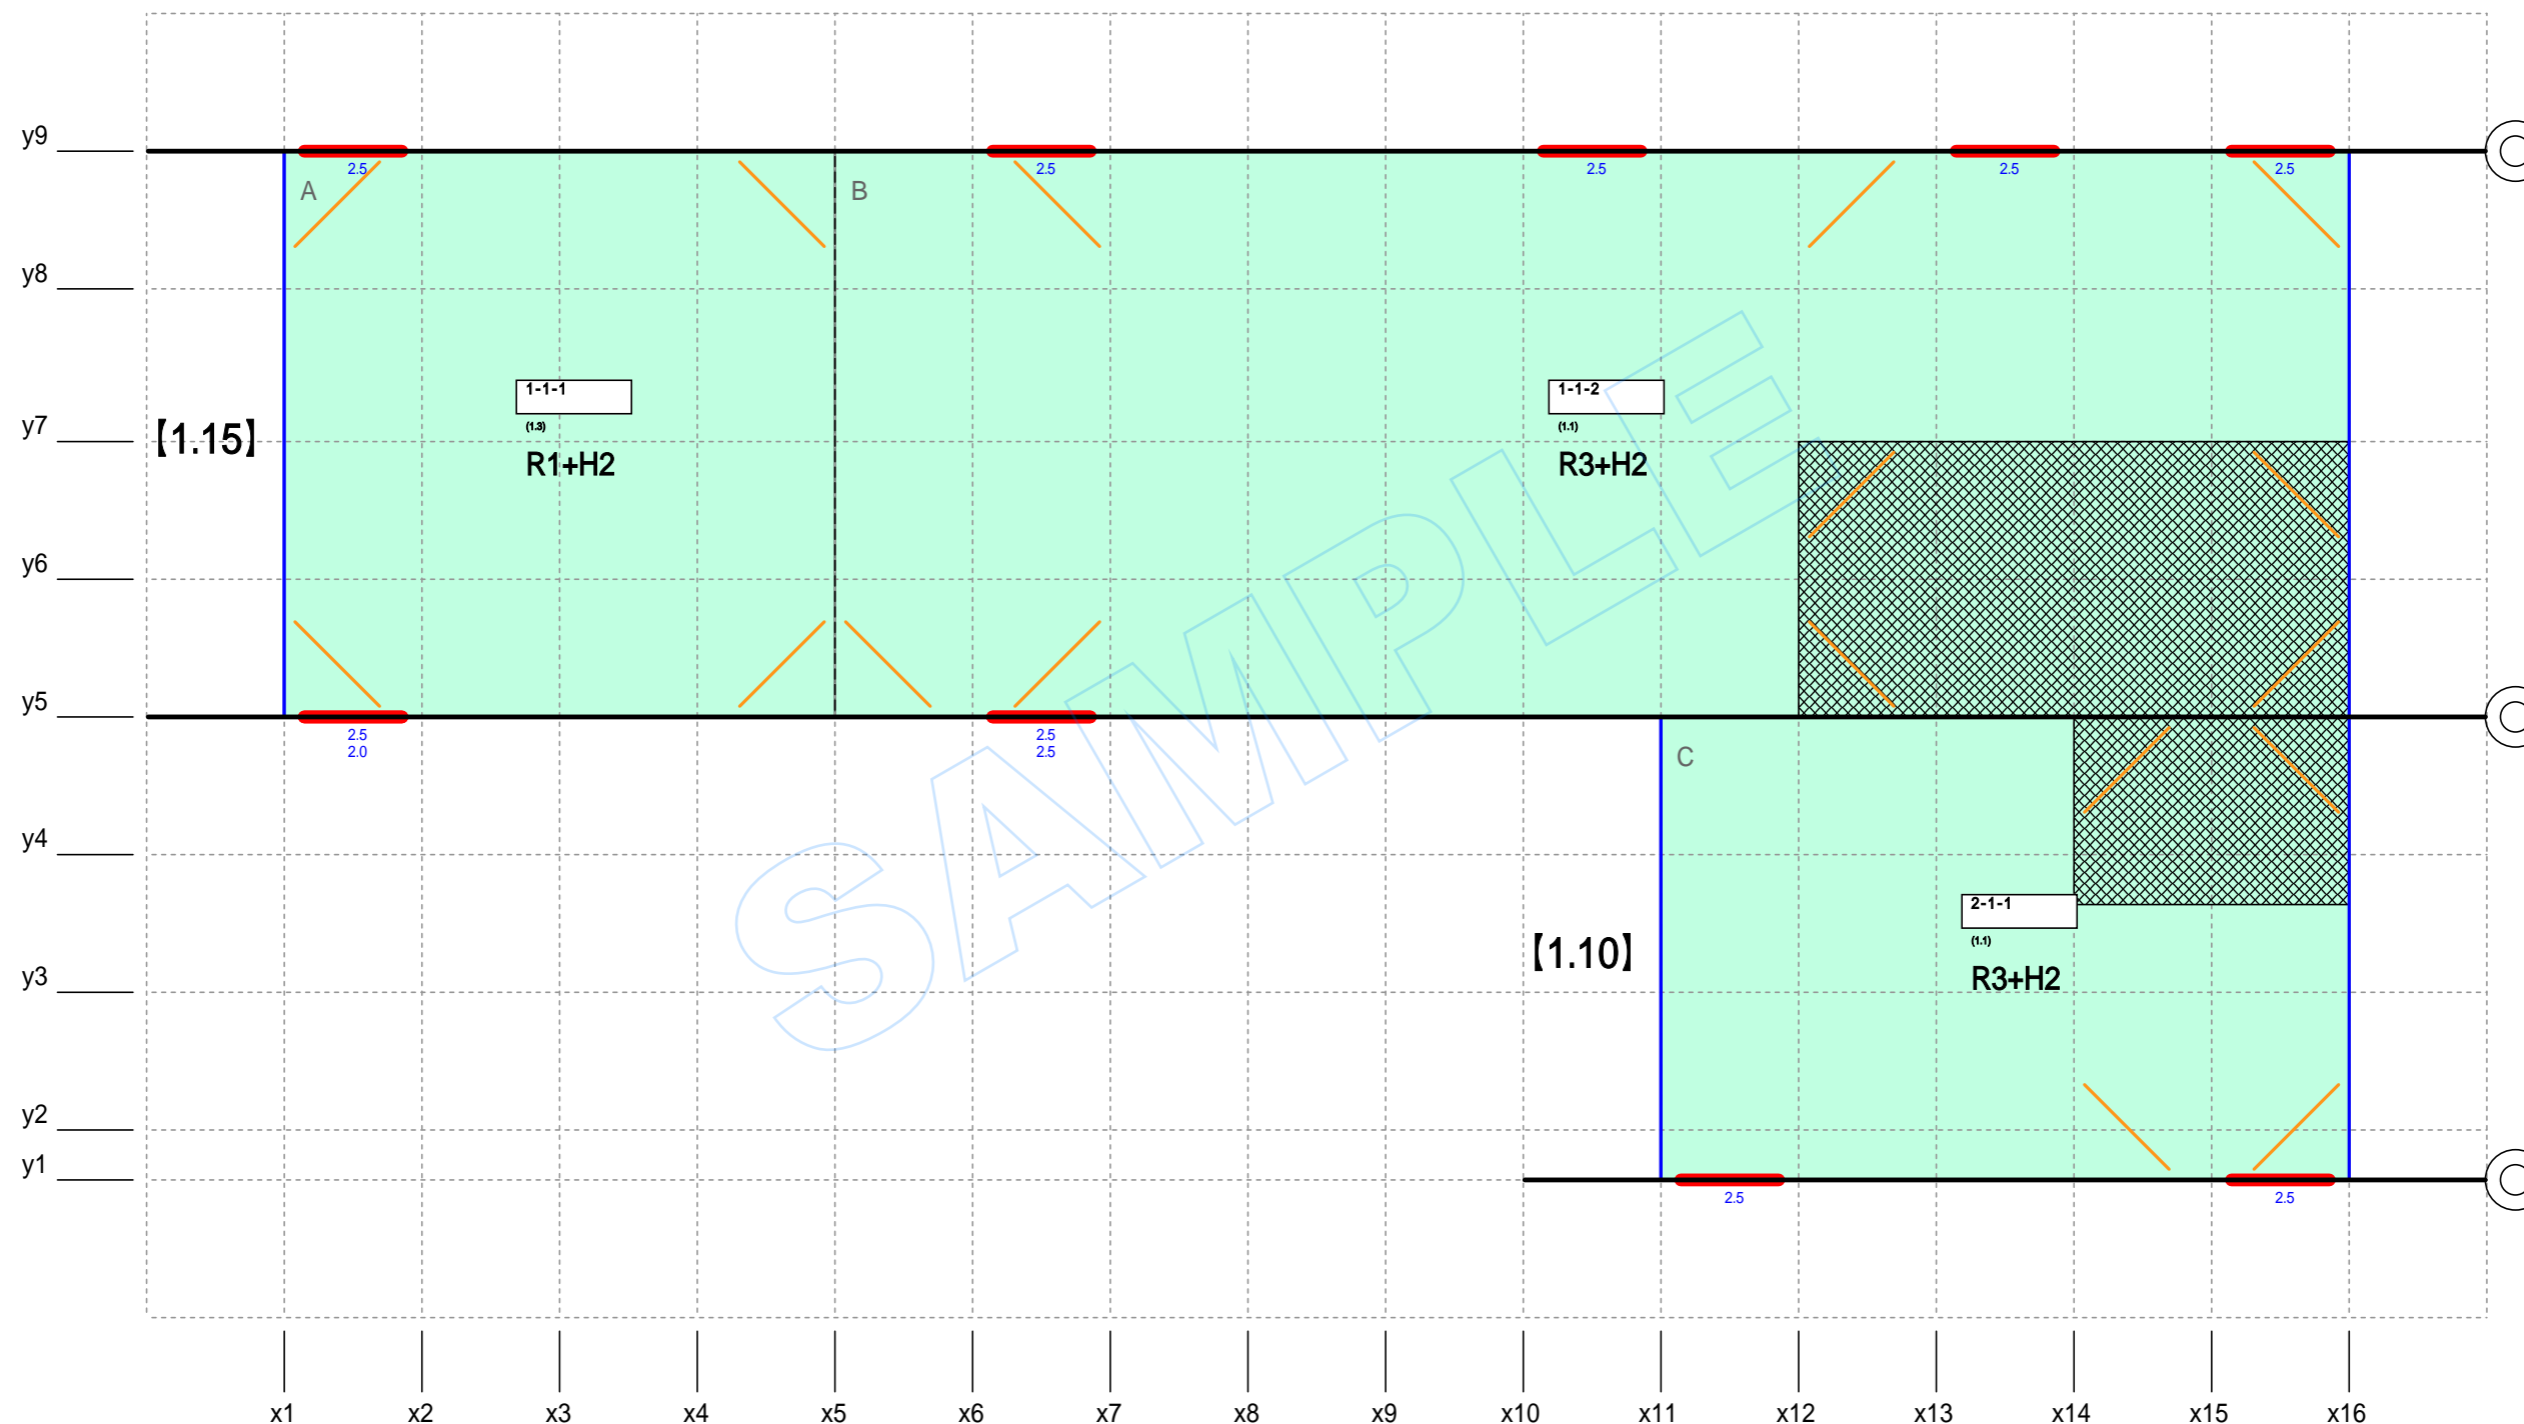 y9
2.5 2.5 2.5 2.5 2.5
A B
y8
1-1-1 1-1-2
(1.3) (1.1)
y7 【1.15】
R1+H2 R3+H2
y6
y5
2.5 2.5
2.0 2.5
C
y4
2-1-1
(1.1)
【1.10】
y3
R3+H2
SAMPLE
y2
y1
2.5 2.5
x1 x2 x3 x4 x5 x6 x7 x8 x9 x10 x11 x12 x13 x14 x15 x16